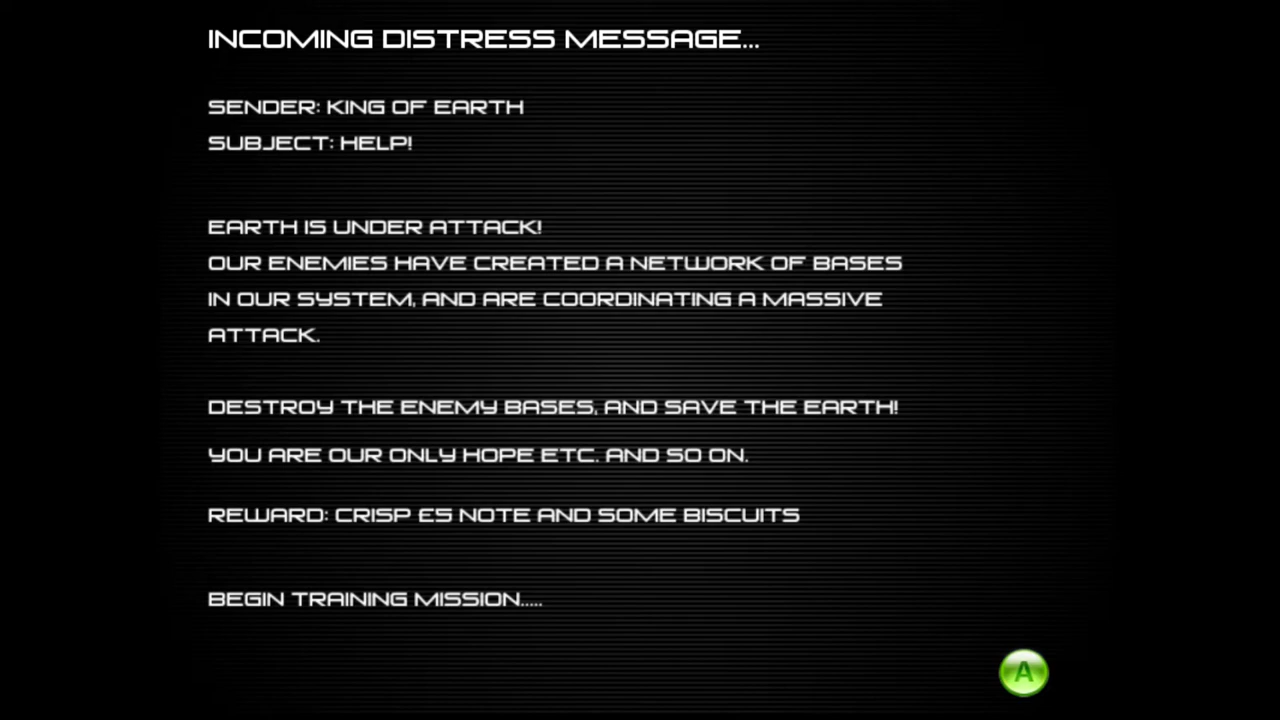 INCOMING DISTRESS MESSAGE...
SENDER: KING OF EARTH
SUBJECT: HELP!
EARTH IS UNDER ATTACK!
OUR ENEMIES HAVE CREATED A NETWORK OF BASES
IN OUR SYSTEM, AND ARE COORDINATING A MASSIVE
ATTACK.
DESTROY THE ENEMY BASES, AND SAVE THE EARTH!
YOU ARE OUR ONLY HOPE ETC. AND SO ON.
REWARD: CRISP £5 NOTE AND SOME BISCUITS
BEGIN TRAINING MISSION.....
A